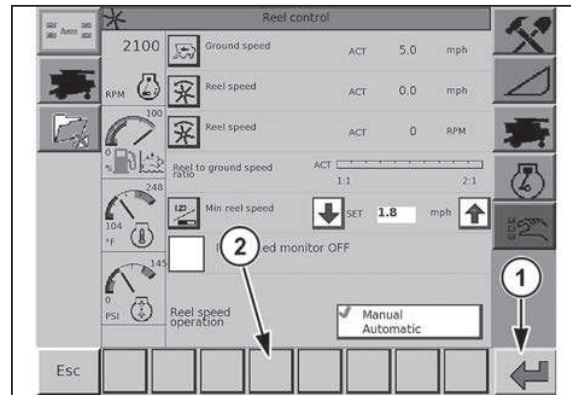 Reel control
2100
RPM
Ground speed ACT 5.0 mph
Reel speed ACT 0.0 mph
100
0
%
Reel speed ACT 0 RPM
Reel to ground speed
ratio
ACT
1:1 2:1
248
104
°F
Min reel speed SET 1.8 mph
123
2
ed monitor OFF
1
145
0
PSI
Reel speed
operation
Manual
Automatic
Esc